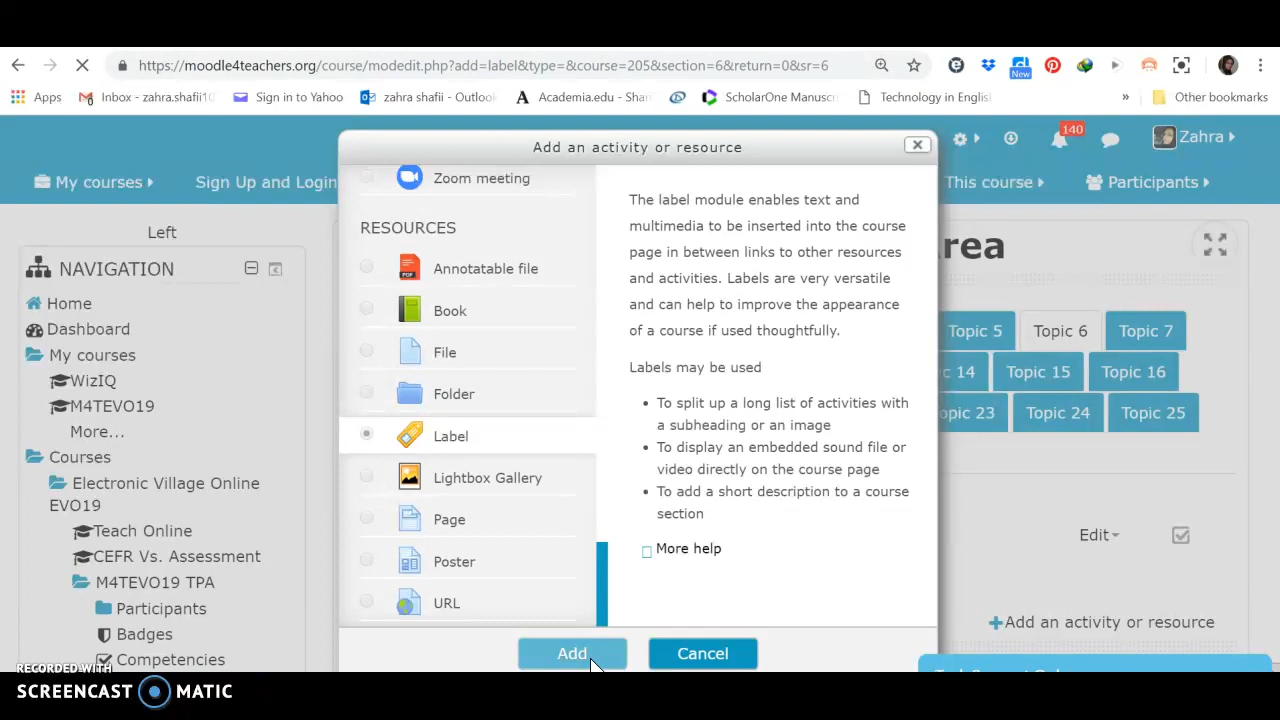 https://moodle4teachers.org/course/modedit.php?add=label&type=&course=205&section=6&return=0&sr=6
New
Apps
Inbox - zahra.shafii10
Sign in to Yahoo
zahra shafii - Outlook
Academia.edu - Shar
ScholarOne Manuscr
Technology in Englis
»
Other bookmarks
Add an activity or resource
140
Zahra
My courses
Sign Up and Login
This course
Participants
Left
NAVIGATION
Home
Dashboard
My courses
WizIQ
M4TEVO19
More...
Courses
Electronic Village Online
EVO19
Teach Online
CEFR Vs. Assessment
M4TEVO19 TPA
Participants
Badges
Competencies
Zoom meeting
RESOURCES
Annotatable file
Book
File
Folder
Label
Lightbox Gallery
Page
Poster
URL
The label module enables text and
multimedia to be inserted into the course
page in between links to other resources
and activities. Labels are very versatile
and can help to improve the appearance
of a course if used thoughtfully.
Labels may be used
• To split up a long list of activities with
a subheading or an image
• To display an embedded sound file or
video directly on the course page
• To add a short description to a course
section
More help
Add
Cancel
rea
Topic 5
Topic 6
Topic 7
14
Topic 15
Topic 16
opic 23
Topic 24
Topic 25
Edit
Add an activity or resource
RECORDED WITH
SCREENCAST MATIC